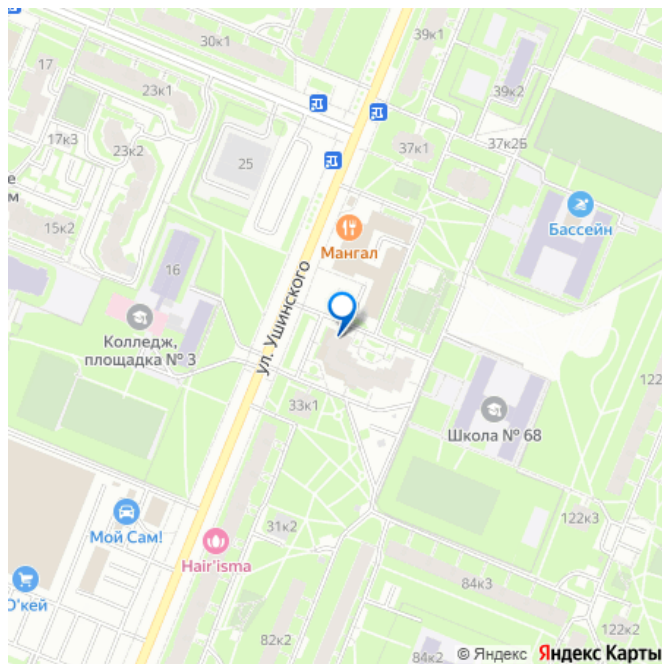 30к1
39к1
17
23к1
39к2
17к3
23к2
25
37к1
37к2Б
е
м
15к2
Бассейн
Мангал
16
ул. Ушинского
Колледж,
площадка № 3
122
33к1
Школа № 68
Мой Сам!
31к2
122к3
Hair'isma
О'кей
84к3
82к2
84к2
122к2
© Яндекс Яндекс Карты